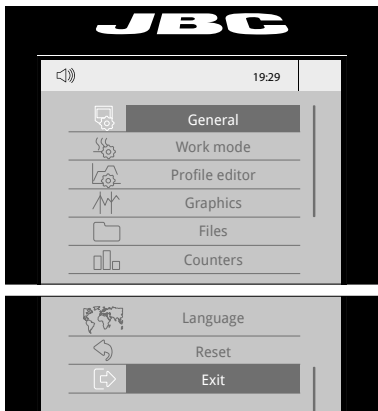 JBC
19:29
General
Work mode
Profile editor
Graphics
Files
Counters
Language
Reset
Exit